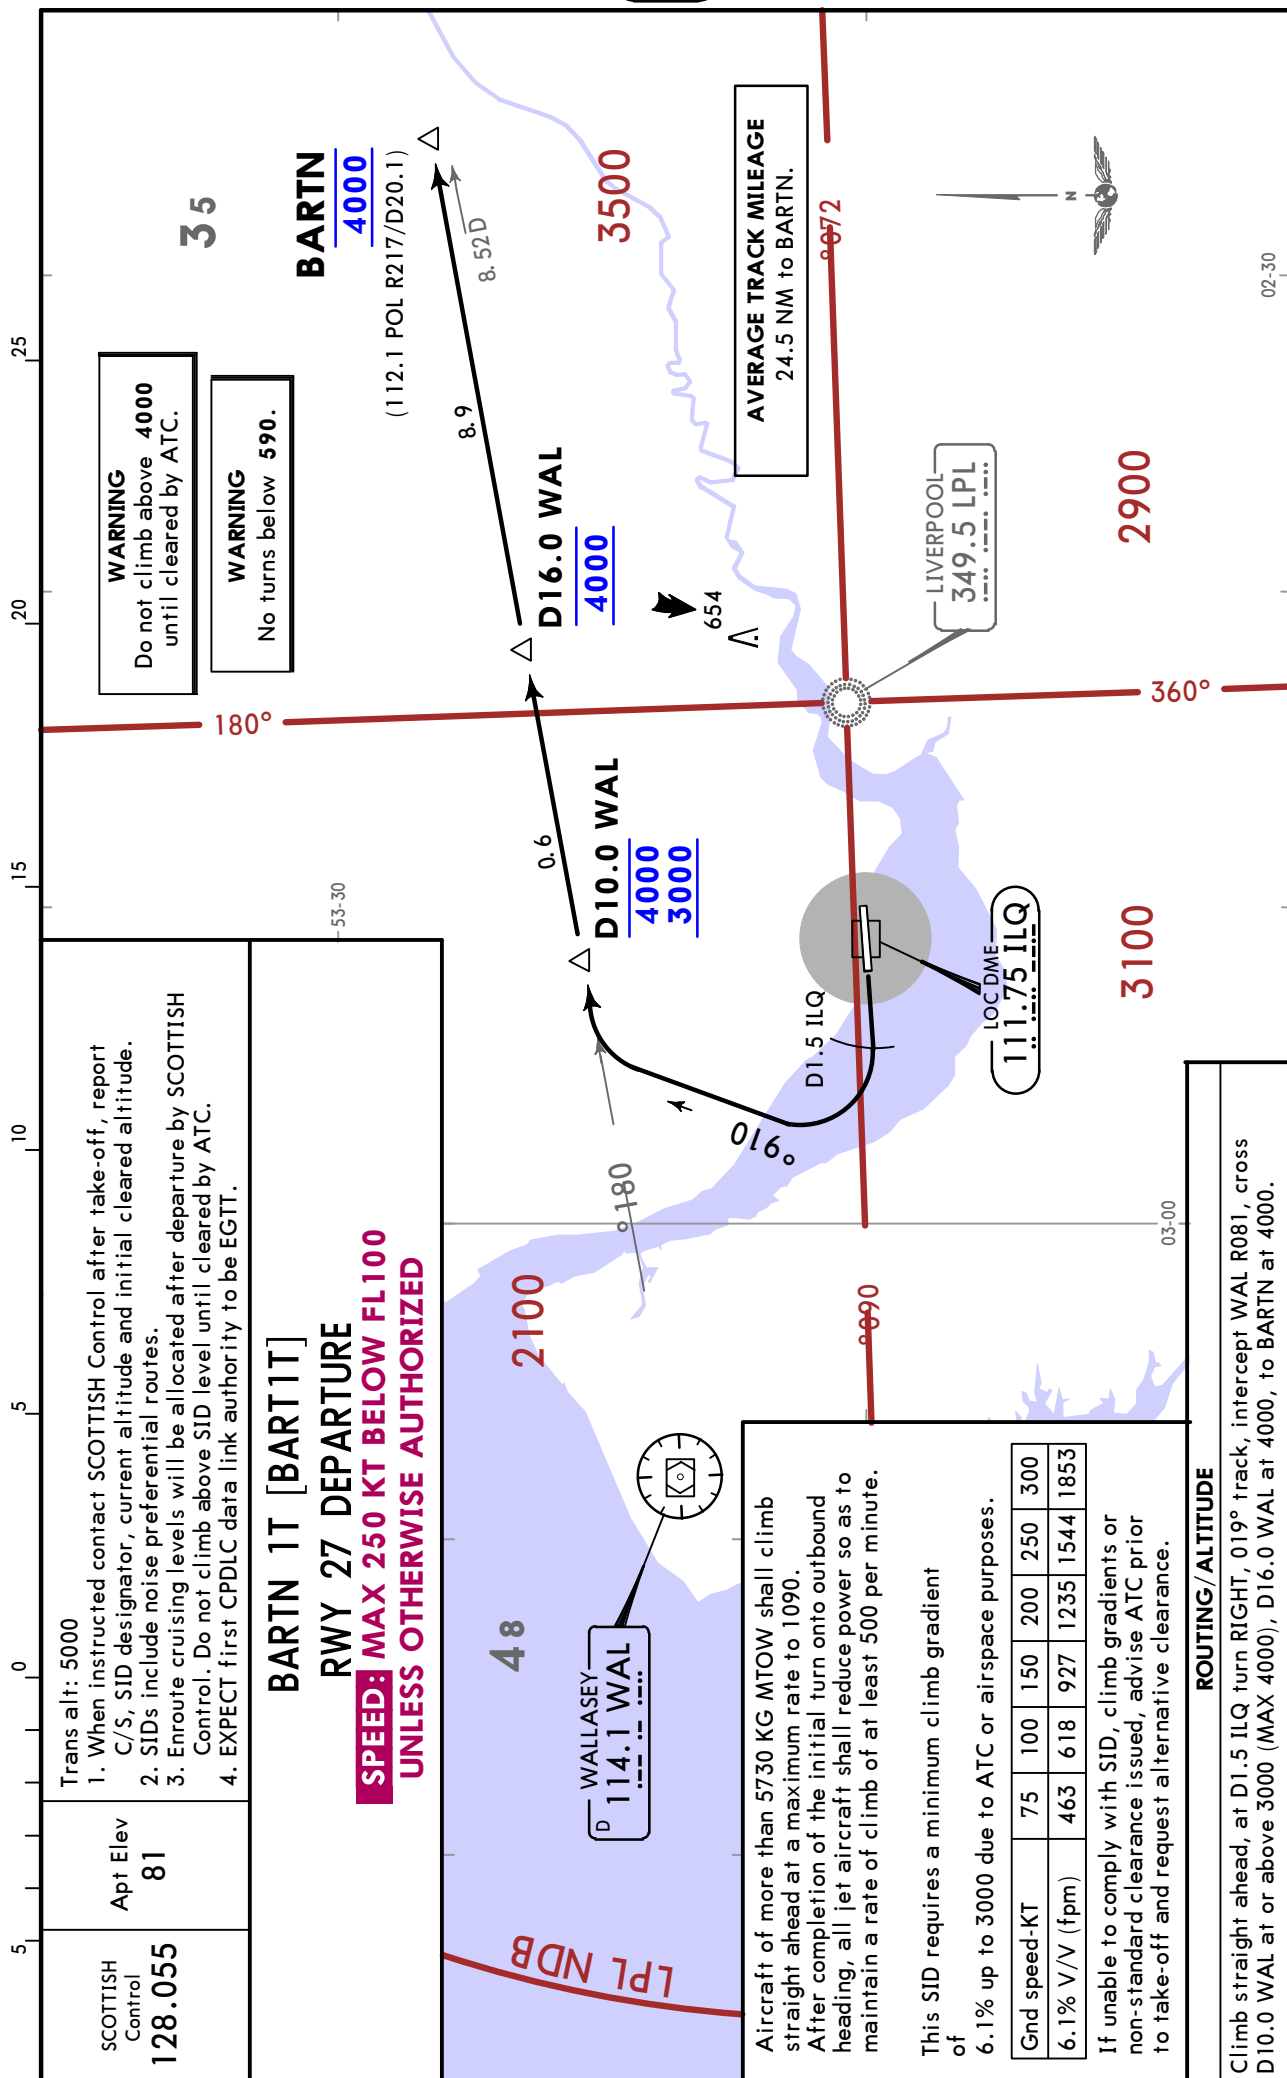 SCOTTISH
Control
128.055
Apt Elev
81
Trans alt: 5000
1. When instructed contact SCOTTISH Control after take-off, report
C/S, SID designator, current altitude and initial cleared altitude.
2. SIDs include noise preferential routes.
3. Enroute cruising levels will be allocated after departure by SCOTTISH
Control. Do not climb above SID level until cleared by ATC.
4. EXPECT first CPDLC data link authority to be EGTT.
BARTN 1T [BART1T]
RWY 27 DEPARTURE
SPEED: MAX 250 KT BELOW FL100
UNLESS OTHERWISE AUTHORIZED
5
0
5
10
15
20
25
WARNING
Do not climb above 4000
until cleared by ATC.
WARNING
No turns below 590.
35
BARTN
4000
(112.1 POL R217/D20.1)
8.52D
8.9
D16.0 WAL
4000
0.6
D10.0 WAL
4000
3000
53-30
180°
3500
654
2100
48
081°
019°
D1.5 ILQ
D WALLASEY
114.1 WAL
LPL NDB
AVERAGE TRACK MILEAGE
24.5 NM to BARTN.
072°
090°
360°
LIVERPOOL
349.5 LPL
LOC DME
111.75 ILQ
3100
2900
N
03-00
02-30
Aircraft of more than 5730 KG MTOW shall climb
straight ahead at a maximum rate to 1090.
After completion of the initial turn onto outbound
heading, all jet aircraft shall reduce power so as to
maintain a rate of climb of at least 500 per minute.
This SID requires a minimum climb gradient
of
6.1% up to 3000 due to ATC or airspace purposes.
Gnd speed-KT 75 100 150 200 250 300
6.1% V/V (fpm) 463 618 927 1235 1544 1853
If unable to comply with SID, climb gradients or
non-standard clearance issued, advise ATC prior
to take-off and request alternative clearance.
ROUTING/ALTITUDE
Climb straight ahead, at D1.5 ILQ turn RIGHT, 019° track, intercept WAL R081, cross
D10.0 WAL at or above 3000 (MAX 4000), D16.0 WAL at 4000, to BARTN at 4000.